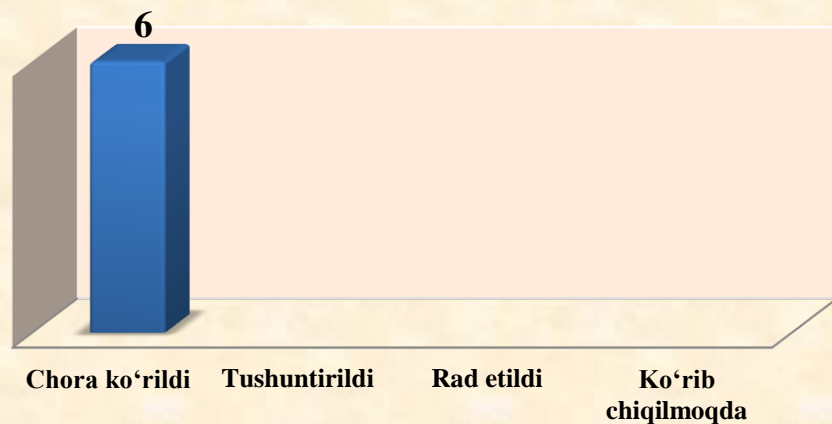 6
Chora ko‘rildi
Tushuntirildi
Rad etildi
Ko‘rib
chiqilmoqda